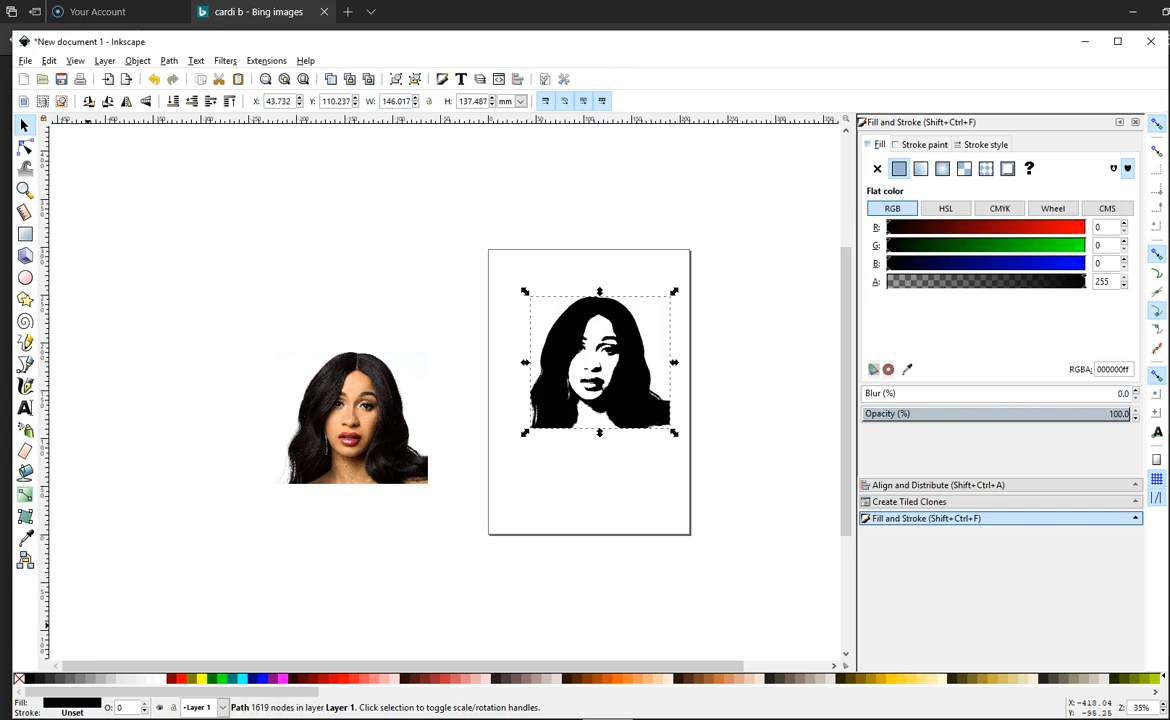 Your Account
cardi b - Bing images
*New document 1 - Inkscape
File Edit View Layer Object Path Text Filters Extensions Help
X: 43.732 Y: 110.237 W: 146.017 H: 137.487 mm
Fill and Stroke (Shift+Ctrl+F)
Fill Stroke paint Stroke style
?
Flat color
RGB HSL CMYK Wheel CMS
R: 0
G: 0
B: 0
A: 255
RGBA: 000000ff
Blur (%) 0.0
Opacity (%) 100.0
Align and Distribute (Shift+Ctrl+A)
Create Tiled Clones
Fill and Stroke (Shift+Ctrl+F)
Fill:
Stroke: Unset
O: 0
Layer 1
Path 1619 nodes in layer Layer 1. Click selection to toggle scale/rotation handles.
X: -418.04
Y: -95.25
Z: 35%